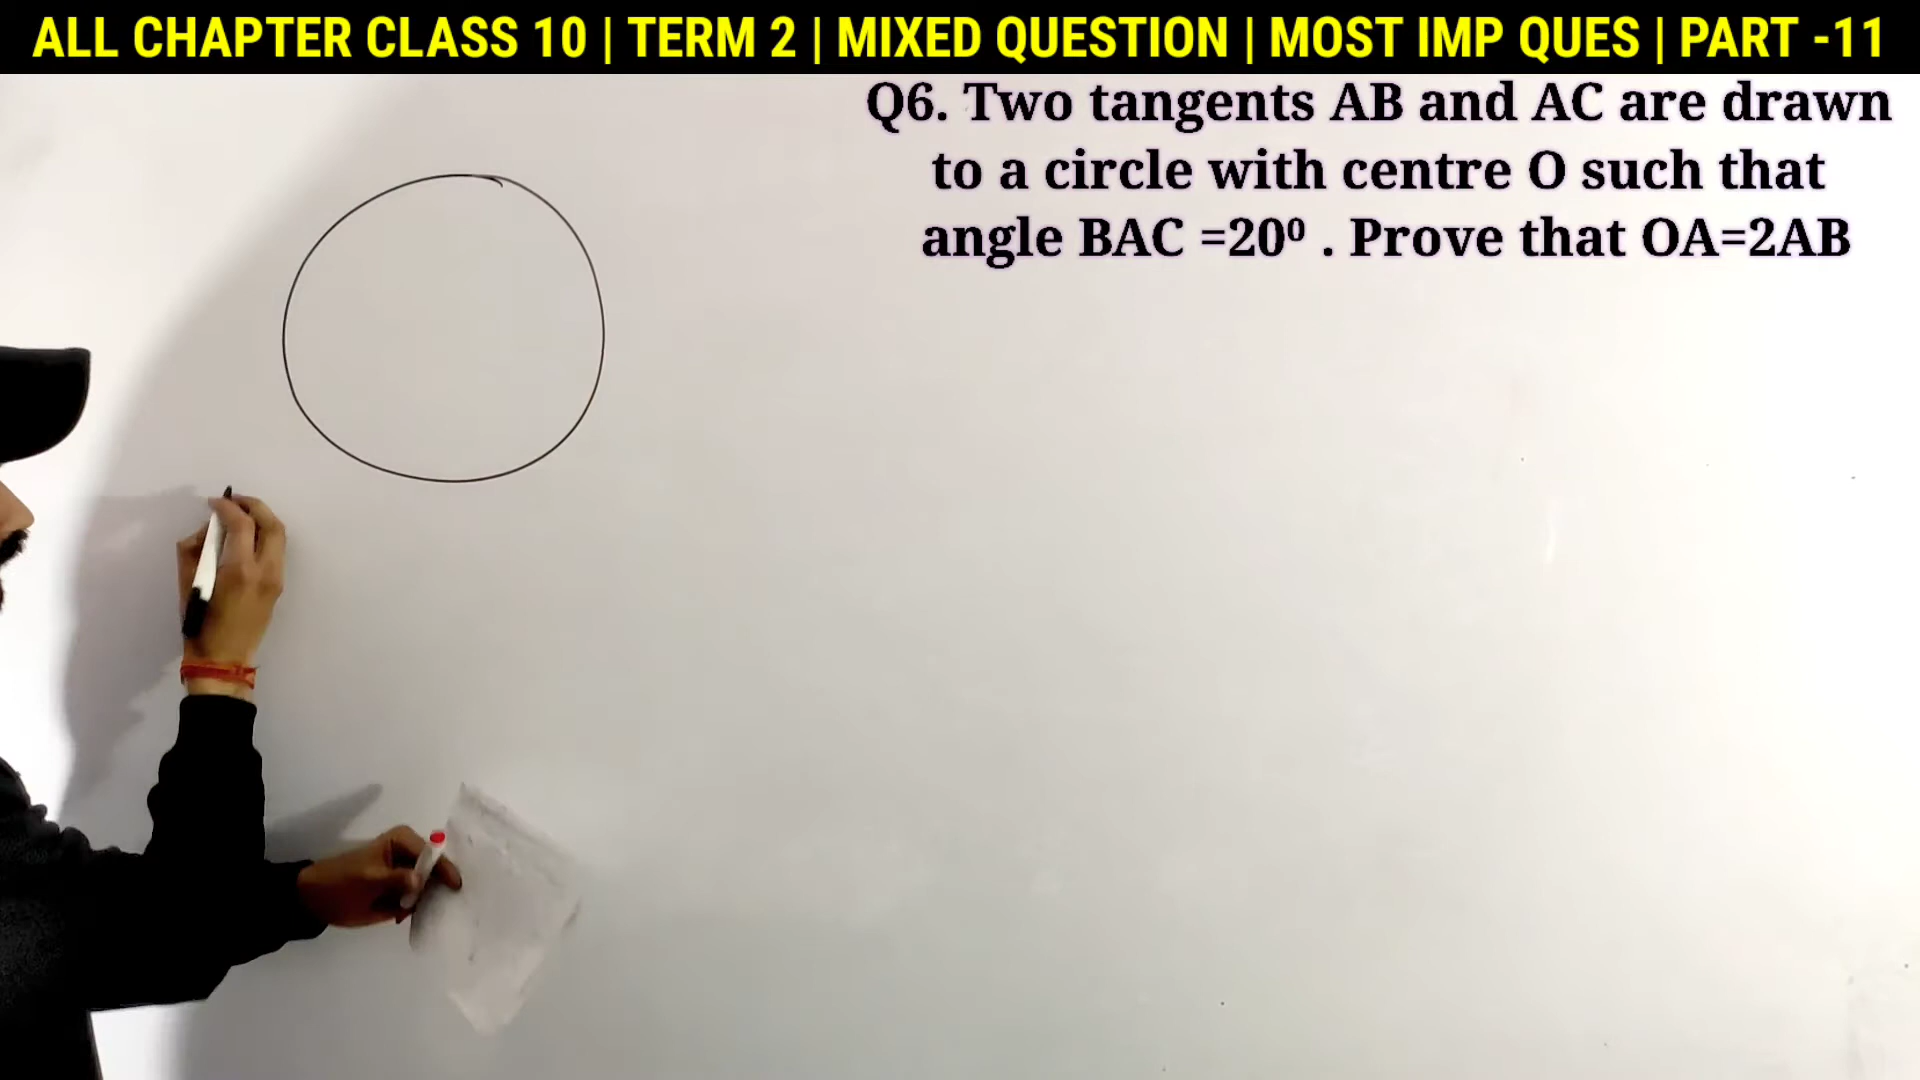 ALL CHAPTER CLASS 10 | TERM 2 | MIXED QUESTION | MOST IMP QUES | PART -11
Q6. Two tangents AB and AC are drawn
to a circle with centre O such that
angle BAC =20⁰ . Prove that OA=2AB